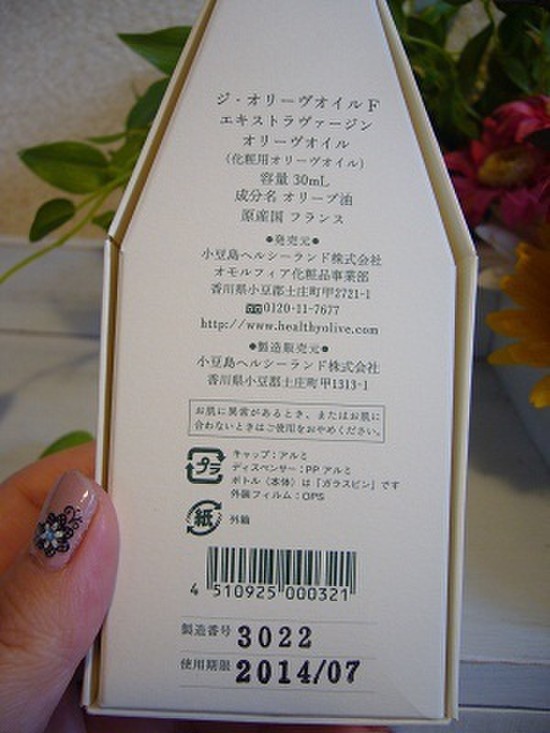 ジ・オリーヴオイルF
エキストラヴァージン
オリーヴオイル
(化粧用オリーヴオイル)
容量 30mL
成分名 オリーブ油
原産国 フランス
●発売元●
小豆島ヘルシーランド株式会社
オモルフィア化粧品事業部
香川県小豆郡土庄町甲2721-1
0120-11-7677
http://www.healthyolive.com
●製造販売元●
小豆島ヘルシーランド株式会社
香川県小豆郡土庄町甲1313-1
お肌に異常があるとき、またはお肌に
合わないときはご使用をおやめください。
プラ
キャップ：アルミ
ディスペンサー：PP アルミ
ボトル（本体）は「ガラスビン」です
外装フィルム：OPS
紙 外箱
4 510925 000321
製造番号 3022
使用期限 2014/07